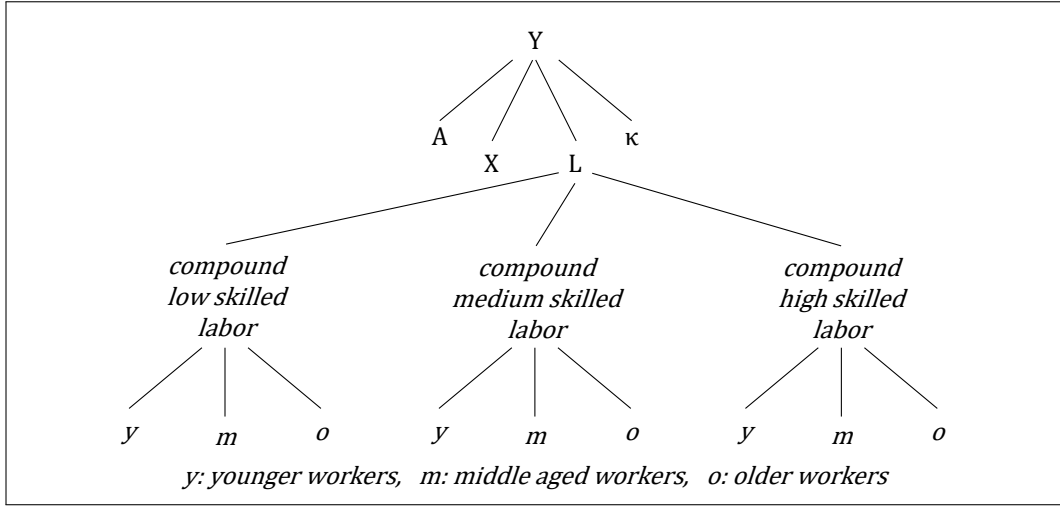 Y
A
κ
X
L
compound
low skilled
labor
compound
medium skilled
labor
compound
high skilled
labor
y m o
y m o
y m o
y: younger workers, m: middle aged workers, o: older workers